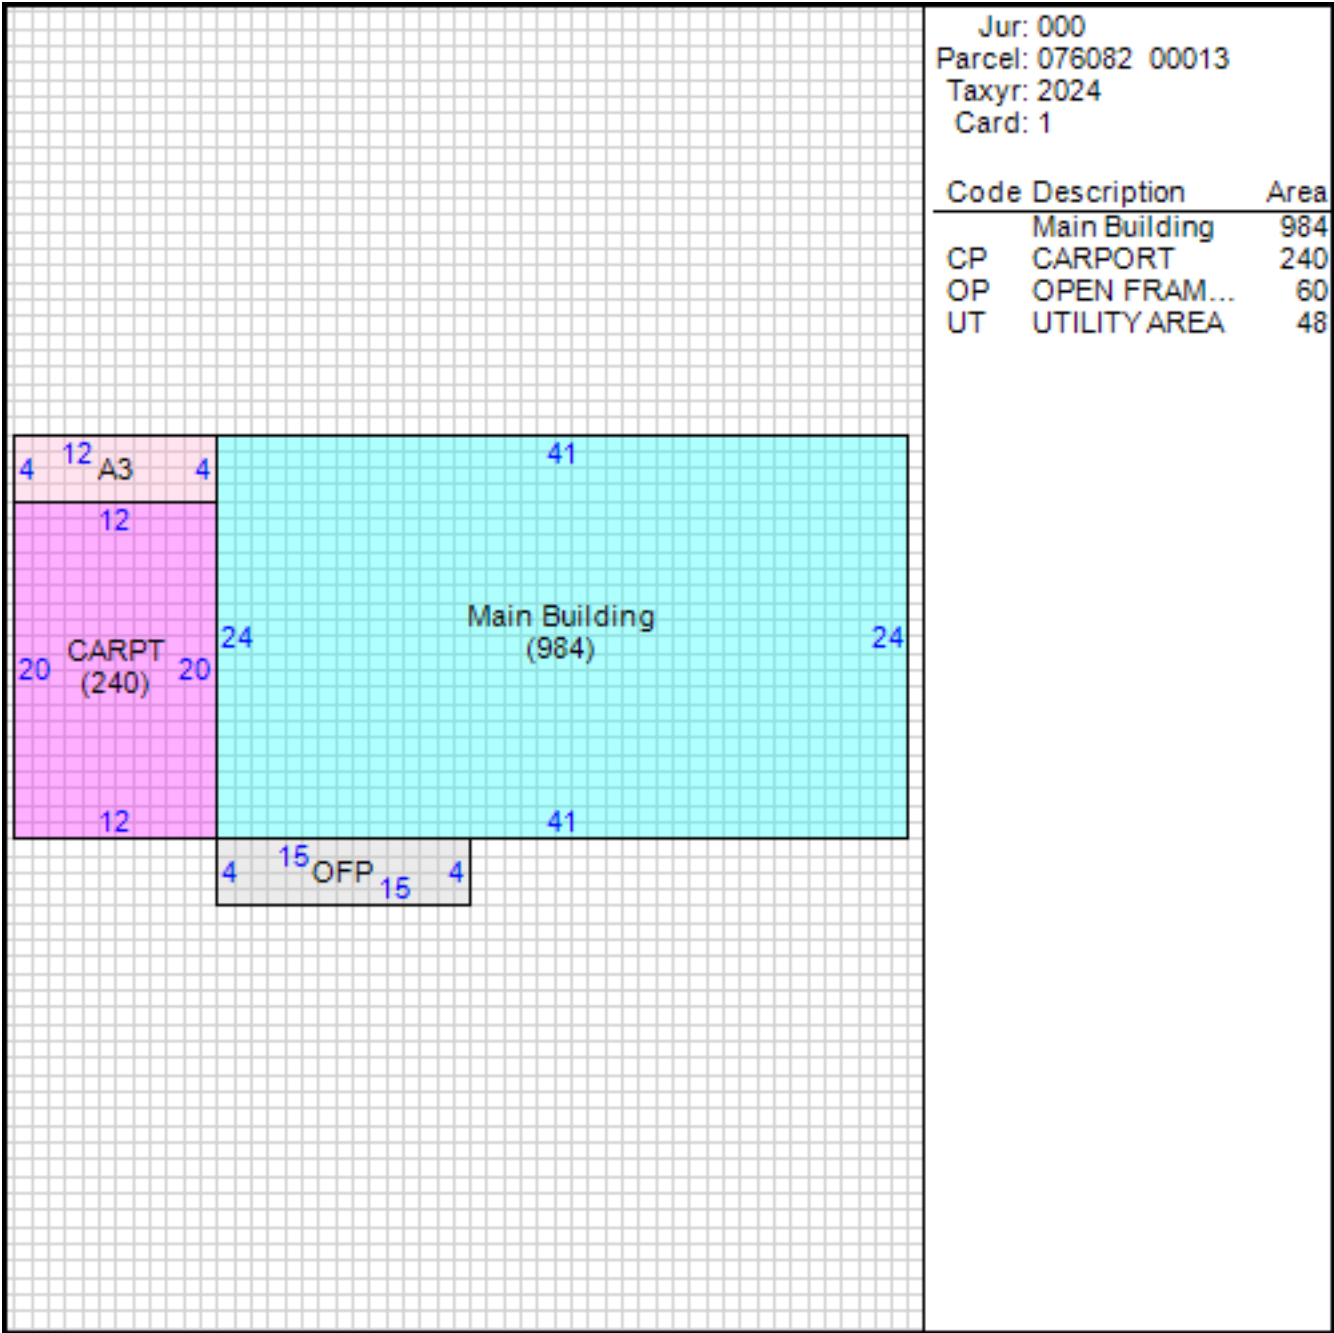 Jur: 000
Parcel: 076082 00013
Taxyr: 2024
Card: 1
Code Description Area
Main Building 984
CP CARPORT 240
OP OPEN FRAM... 60
UT UTILITY AREA 48
12
41
4 A3 4
12
Main Building
(984)
24
24
CARPT
(240)
20
20
12
41
15
4 OFP 4
15